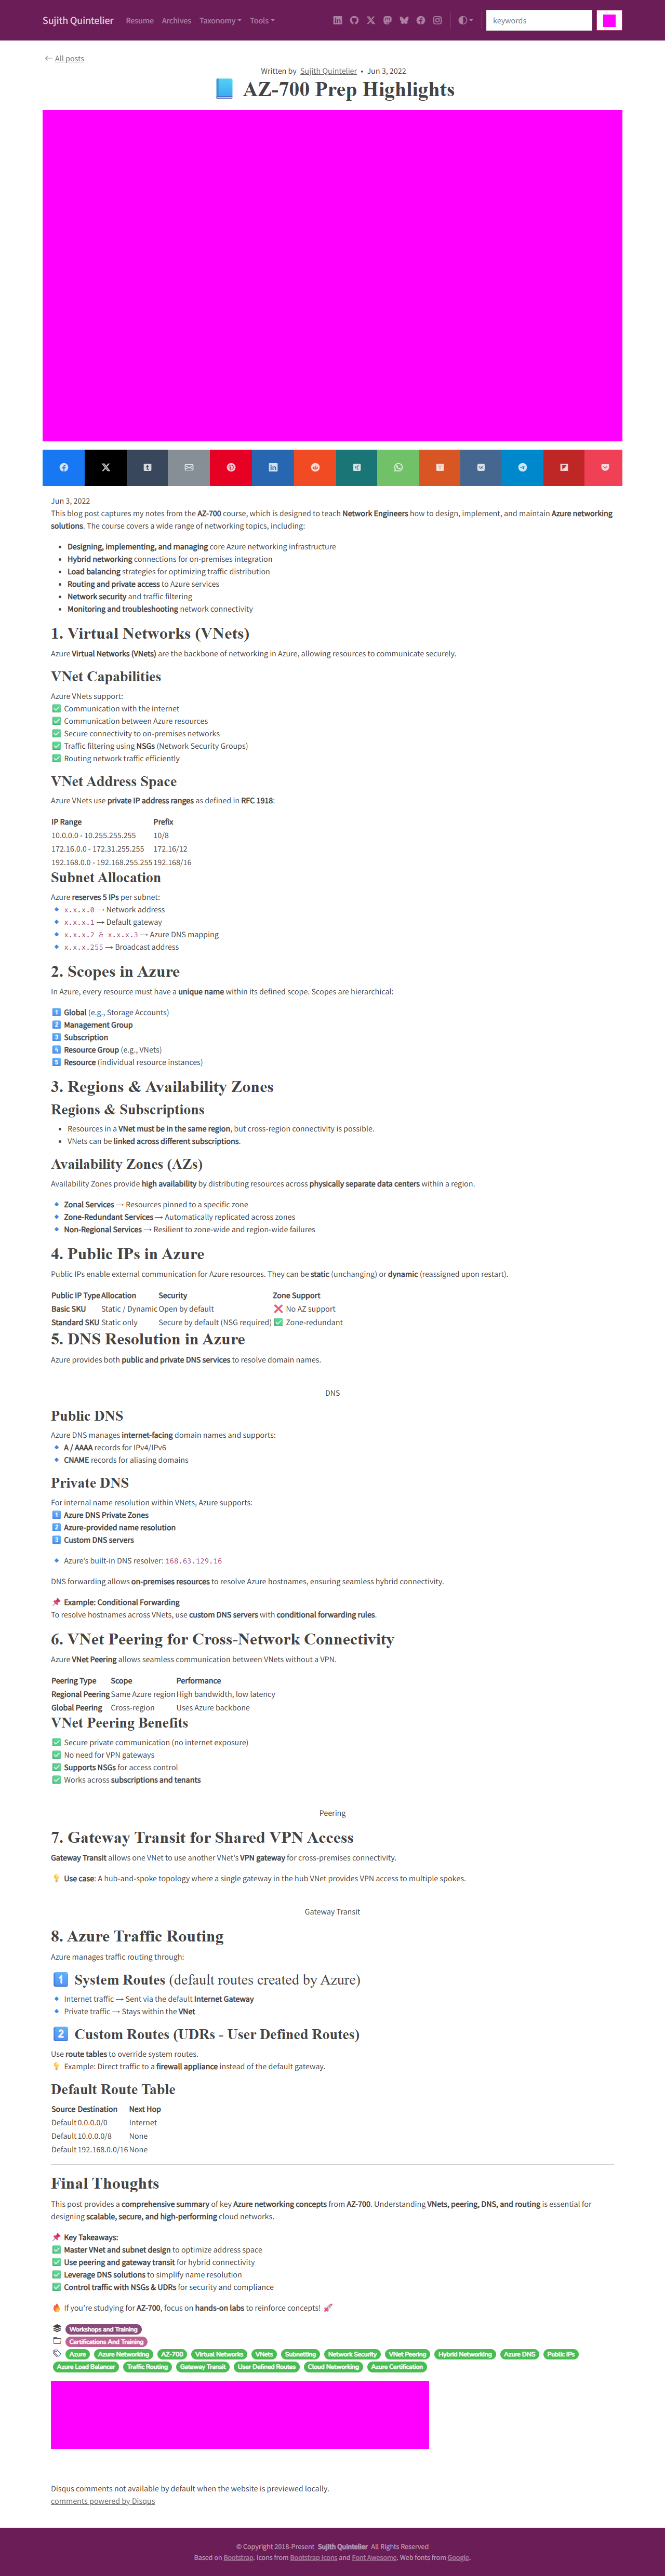 Sujith Quintelier Resume Archives Taxonomy Tools keywords
← All posts
Written by Sujith Quintelier • Jun 3, 2022
📘 AZ-700 Prep Highlights
Jun 3, 2022
This blog post captures my notes from the AZ-700 course, which is designed to teach Network Engineers how to design, implement, and maintain Azure networking
solutions. The course covers a wide range of networking topics, including:
• Designing, implementing, and managing core Azure networking infrastructure
• Hybrid networking connections for on-premises integration
• Load balancing strategies for optimizing traffic distribution
• Routing and private access to Azure services
• Network security and traffic filtering
• Monitoring and troubleshooting network connectivity
1. Virtual Networks (VNets)
Azure Virtual Networks (VNets) are the backbone of networking in Azure, allowing resources to communicate securely.
VNet Capabilities
Azure VNets support:
✅ Communication with the internet
✅ Communication between Azure resources
✅ Secure connectivity to on-premises networks
✅ Traffic filtering using NSGs (Network Security Groups)
✅ Routing network traffic efficiently
VNet Address Space
Azure VNets use private IP address ranges as defined in RFC 1918:
IP Range Prefix
10.0.0.0 - 10.255.255.255 10/8
172.16.0.0 - 172.31.255.255 172.16/12
192.168.0.0 - 192.168.255.255 192.168/16
Subnet Allocation
Azure reserves 5 IPs per subnet:
🔹 x.x.x.0 → Network address
🔹 x.x.x.1 → Default gateway
🔹 x.x.x.2 & x.x.x.3 → Azure DNS mapping
🔹 x.x.x.255 → Broadcast address
2. Scopes in Azure
In Azure, every resource must have a unique name within its defined scope. Scopes are hierarchical:
1️⃣ Global (e.g., Storage Accounts)
2️⃣ Management Group
3️⃣ Subscription
4️⃣ Resource Group (e.g., VNets)
5️⃣ Resource (individual resource instances)
3. Regions & Availability Zones
Regions & Subscriptions
• Resources in a VNet must be in the same region, but cross-region connectivity is possible.
• VNets can be linked across different subscriptions.
Availability Zones (AZs)
Availability Zones provide high availability by distributing resources across physically separate data centers within a region.
🔹 Zonal Services → Resources pinned to a specific zone
🔹 Zone-Redundant Services → Automatically replicated across zones
🔹 Non-Regional Services → Resilient to zone-wide and region-wide failures
4. Public IPs in Azure
Public IPs enable external communication for Azure resources. They can be static (unchanging) or dynamic (reassigned upon restart).
Public IP Type Allocation Security Zone Support
Basic SKU Static / Dynamic Open by default ❌ No AZ support
Standard SKU Static only Secure by default (NSG required) ✅ Zone-redundant
5. DNS Resolution in Azure
Azure provides both public and private DNS services to resolve domain names.
DNS
Public DNS
Azure DNS manages internet-facing domain names and supports:
🔹 A / AAAA records for IPv4/IPv6
🔹 CNAME records for aliasing domains
Private DNS
For internal name resolution within VNets, Azure supports:
1️⃣ Azure DNS Private Zones
2️⃣ Azure-provided name resolution
3️⃣ Custom DNS servers
🔹 Azure's built-in DNS resolver: 168.63.129.16
DNS forwarding allows on-premises resources to resolve Azure hostnames, ensuring seamless hybrid connectivity.
📌 Example: Conditional Forwarding
To resolve hostnames across VNets, use custom DNS servers with conditional forwarding rules.
6. VNet Peering for Cross-Network Connectivity
Azure VNet Peering allows seamless communication between VNets without a VPN.
Peering Type Scope Performance
Regional Peering Same Azure region High bandwidth, low latency
Global Peering Cross-region Uses Azure backbone
VNet Peering Benefits
✅ Secure private communication (no internet exposure)
✅ No need for VPN gateways
✅ Supports NSGs for access control
✅ Works across subscriptions and tenants
Peering
7. Gateway Transit for Shared VPN Access
Gateway Transit allows one VNet to use another VNet's VPN gateway for cross-premises connectivity.
💡 Use case: A hub-and-spoke topology where a single gateway in the hub VNet provides VPN access to multiple spokes.
Gateway Transit
8. Azure Traffic Routing
Azure manages traffic routing through:
1️⃣ System Routes (default routes created by Azure)
🔹 Internet traffic → Sent via the default Internet Gateway
🔹 Private traffic → Stays within the VNet
2️⃣ Custom Routes (UDRs - User Defined Routes)
Use route tables to override system routes.
💡 Example: Direct traffic to a firewall appliance instead of the default gateway.
Default Route Table
Source Destination Next Hop
Default 0.0.0.0/0 Internet
Default 10.0.0.0/8 None
Default 192.168.0.0/16 None
Final Thoughts
This post provides a comprehensive summary of key Azure networking concepts from AZ-700. Understanding VNets, peering, DNS, and routing is essential for
designing scalable, secure, and high-performing cloud networks.
📌 Key Takeaways:
✅ Master VNet and subnet design to optimize address space
✅ Use peering and gateway transit for hybrid connectivity
✅ Leverage DNS solutions to simplify name resolution
✅ Control traffic with NSGs & UDRs for security and compliance
🔥 If you're studying for AZ-700, focus on hands-on labs to reinforce concepts! 🚀
Workshops and Training
Certifications And Training
Azure Azure Networking AZ-700 Virtual Networks VNets Subnetting Network Security VNet Peering Hybrid Networking Azure DNS Public IPs
Azure Load Balancer Traffic Routing Gateway Transit User Defined Routes Cloud Networking Azure Certification
Disqus comments not available by default when the website is previewed locally.
comments powered by Disqus
© Copyright 2018-Present Sujith Quintelier All Rights Reserved
Based on Bootstrap. Icons from Bootstrap Icons and Font Awesome. Web fonts from Google.